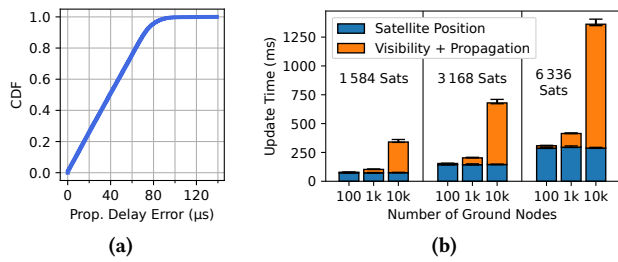 1.0
0.8
0.6
0.4
0.2
0.0
CDF
0 40 80 120
Prop. Delay Error (μs)
(a)
Satellite Position
Visibility + Propagation
1250
1000
750
500
250
0
Update Time (ms)
1 584 Sats
3 168 Sats
6 336
Sats
100 1k 10k 100 1k 10k 100 1k 10k
Number of Ground Nodes
(b)